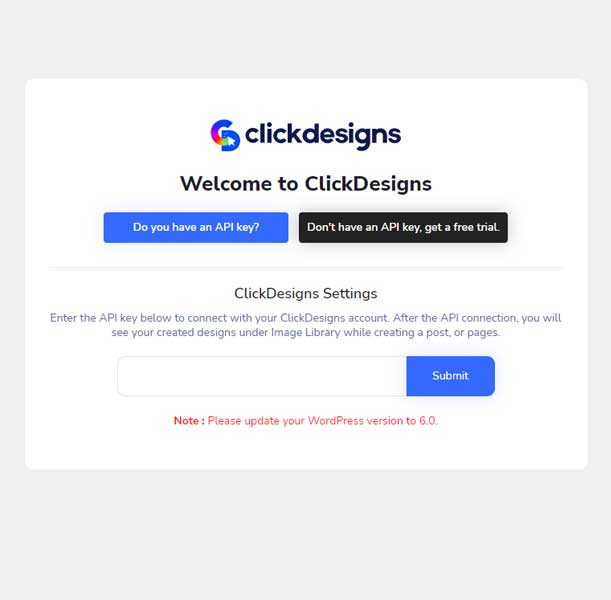 clickdesigns
Welcome to ClickDesigns
Do you have an API key?
Don't have an API key, get a free trial.
ClickDesigns Settings
Enter the API key below to connect with your ClickDesigns account. After the API connection, you will
see your created designs under Image Library while creating a post, or pages.
Submit
Note : Please update your WordPress version to 6.0.